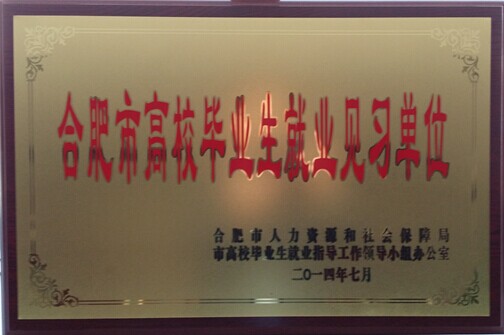 合肥市高校毕业生就业见习单位
合肥市人力资源和社会保障局
市高校毕业生就业指导工作领导小组办公室
二〇一四年七月